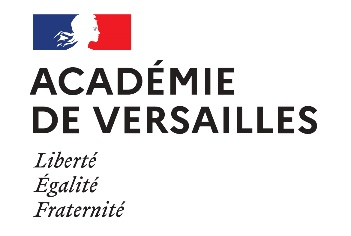 ACADÉMIE
DE VERSAILLES
Liberté
Égalité
Fraternité